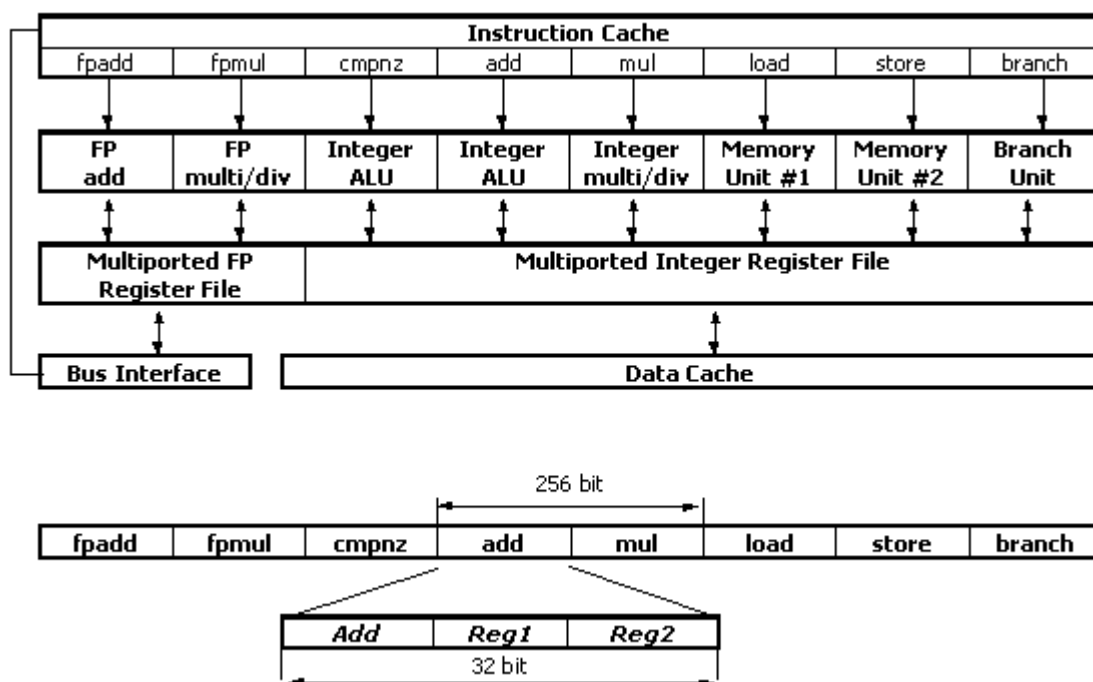 Instruction Cache
fpadd fpmul cmpnz add mul load store branch
FP add
FP multi/div
Integer ALU
Integer ALU
Integer multi/div
Memory Unit #1
Memory Unit #2
Branch Unit
Multiported FP Register File
Multiported Integer Register File
Bus Interface
Data Cache
256 bit
fpadd fpmul cmpnz add mul load store branch
Add Reg1 Reg2
32 bit